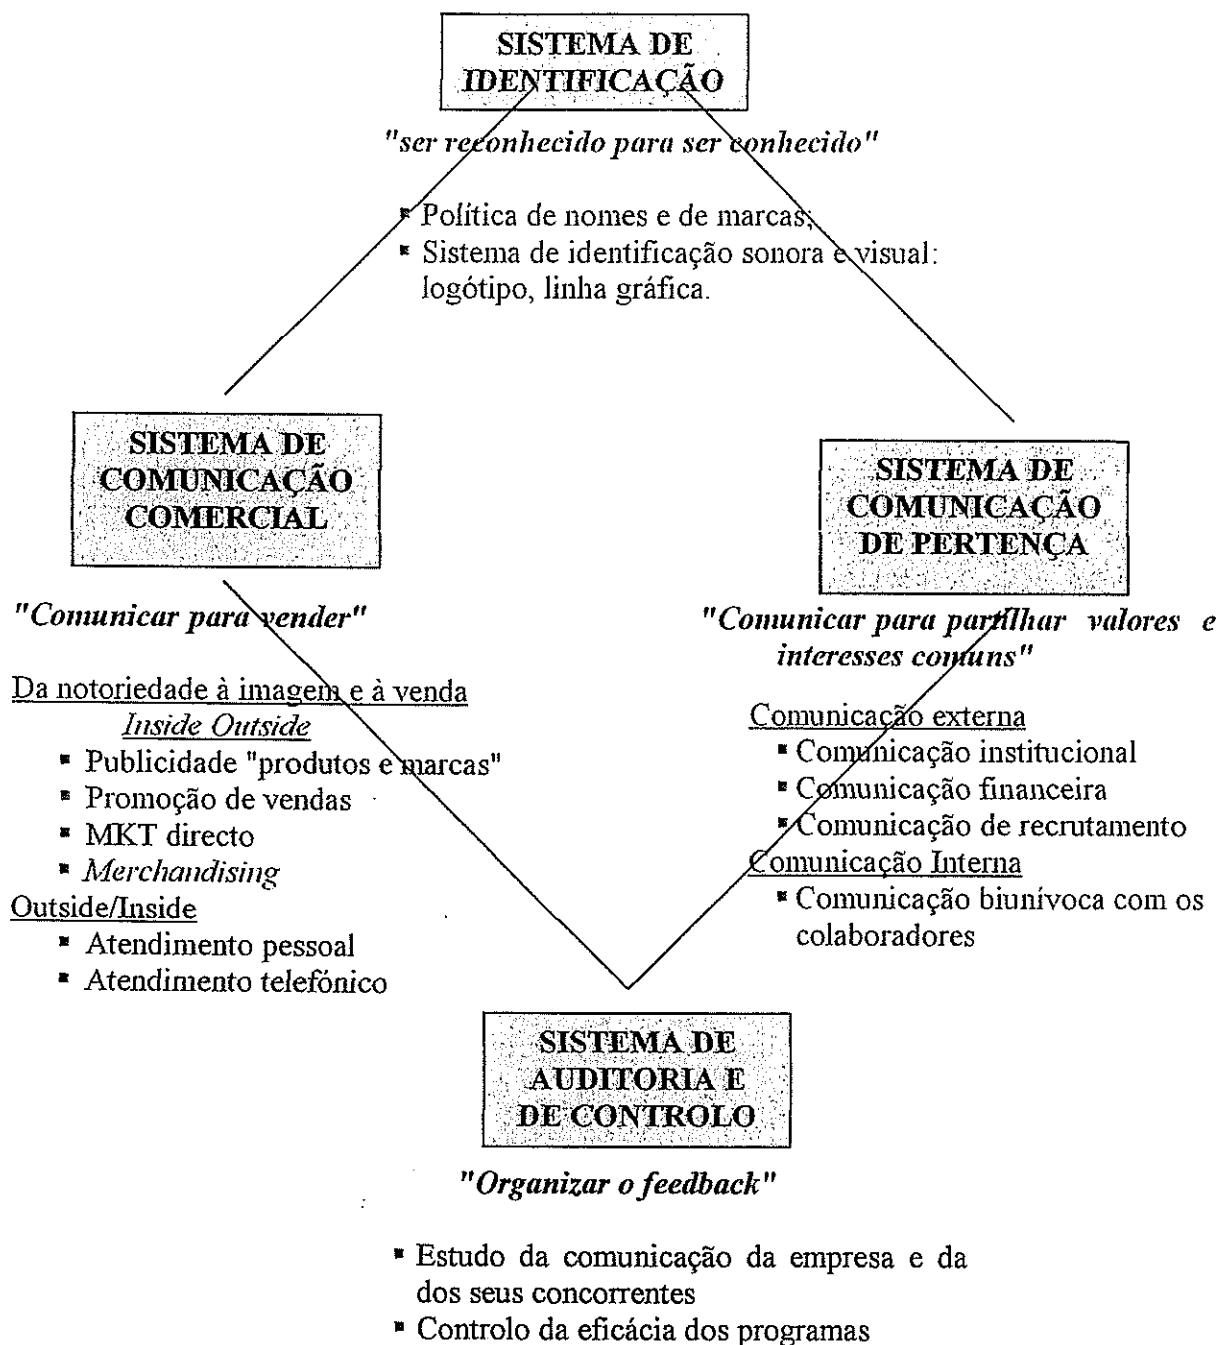 SISTEMA DE
IDENTIFICAÇÃO
"ser reconhecido para ser conhecido"
▪ Política de nomes e de marcas;
▪ Sistema de identificação sonora e visual:
logótipo, linha gráfica.
SISTEMA DE
COMUNICAÇÃO
COMERCIAL
"Comunicar para vender"
Da notoriedade à imagem e à venda
Inside Outside
▪ Publicidade "produtos e marcas"
▪ Promoção de vendas
▪ MKT directo
▪ Merchandising
Outside/Inside
▪ Atendimento pessoal
▪ Atendimento telefónico
SISTEMA DE
COMUNICAÇÃO
DE PERTENÇA
"Comunicar para partilhar valores e
interesses comuns"
Comunicação externa
▪ Comunicação institucional
▪ Comunicação financeira
▪ Comunicação de recrutamento
Comunicação Interna
▪ Comunicação biunívoca com os
colaboradores
SISTEMA DE
AUDITORIA E
DE CONTROLO
"Organizar o feedback"
▪ Estudo da comunicação da empresa e da
dos seus concorrentes
▪ Controlo da eficácia dos programas